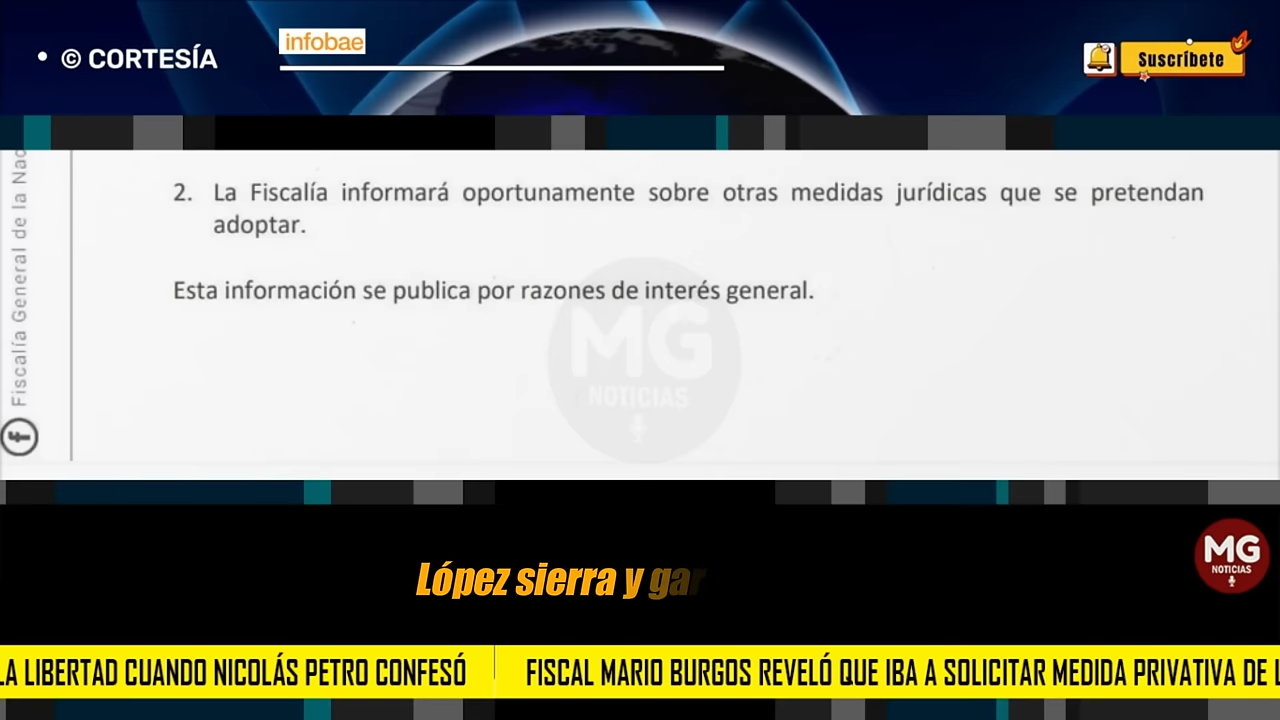 • © CORTESÍA
infobae
Suscríbete
Fiscalía General de la Nac
2. La Fiscalía informará oportunamente sobre otras medidas jurídicas que se pretendan
adoptar.
Esta información se publica por razones de interés general.
MG
NOTICIAS
López sierra y gar
MG
NOTICIAS
LA LIBERTAD CUANDO NICOLÁS PETRO CONFESÓ
FISCAL MARIO BURGOS REVELÓ QUE IBA A SOLICITAR MEDIDA PRIVATIVA DE L